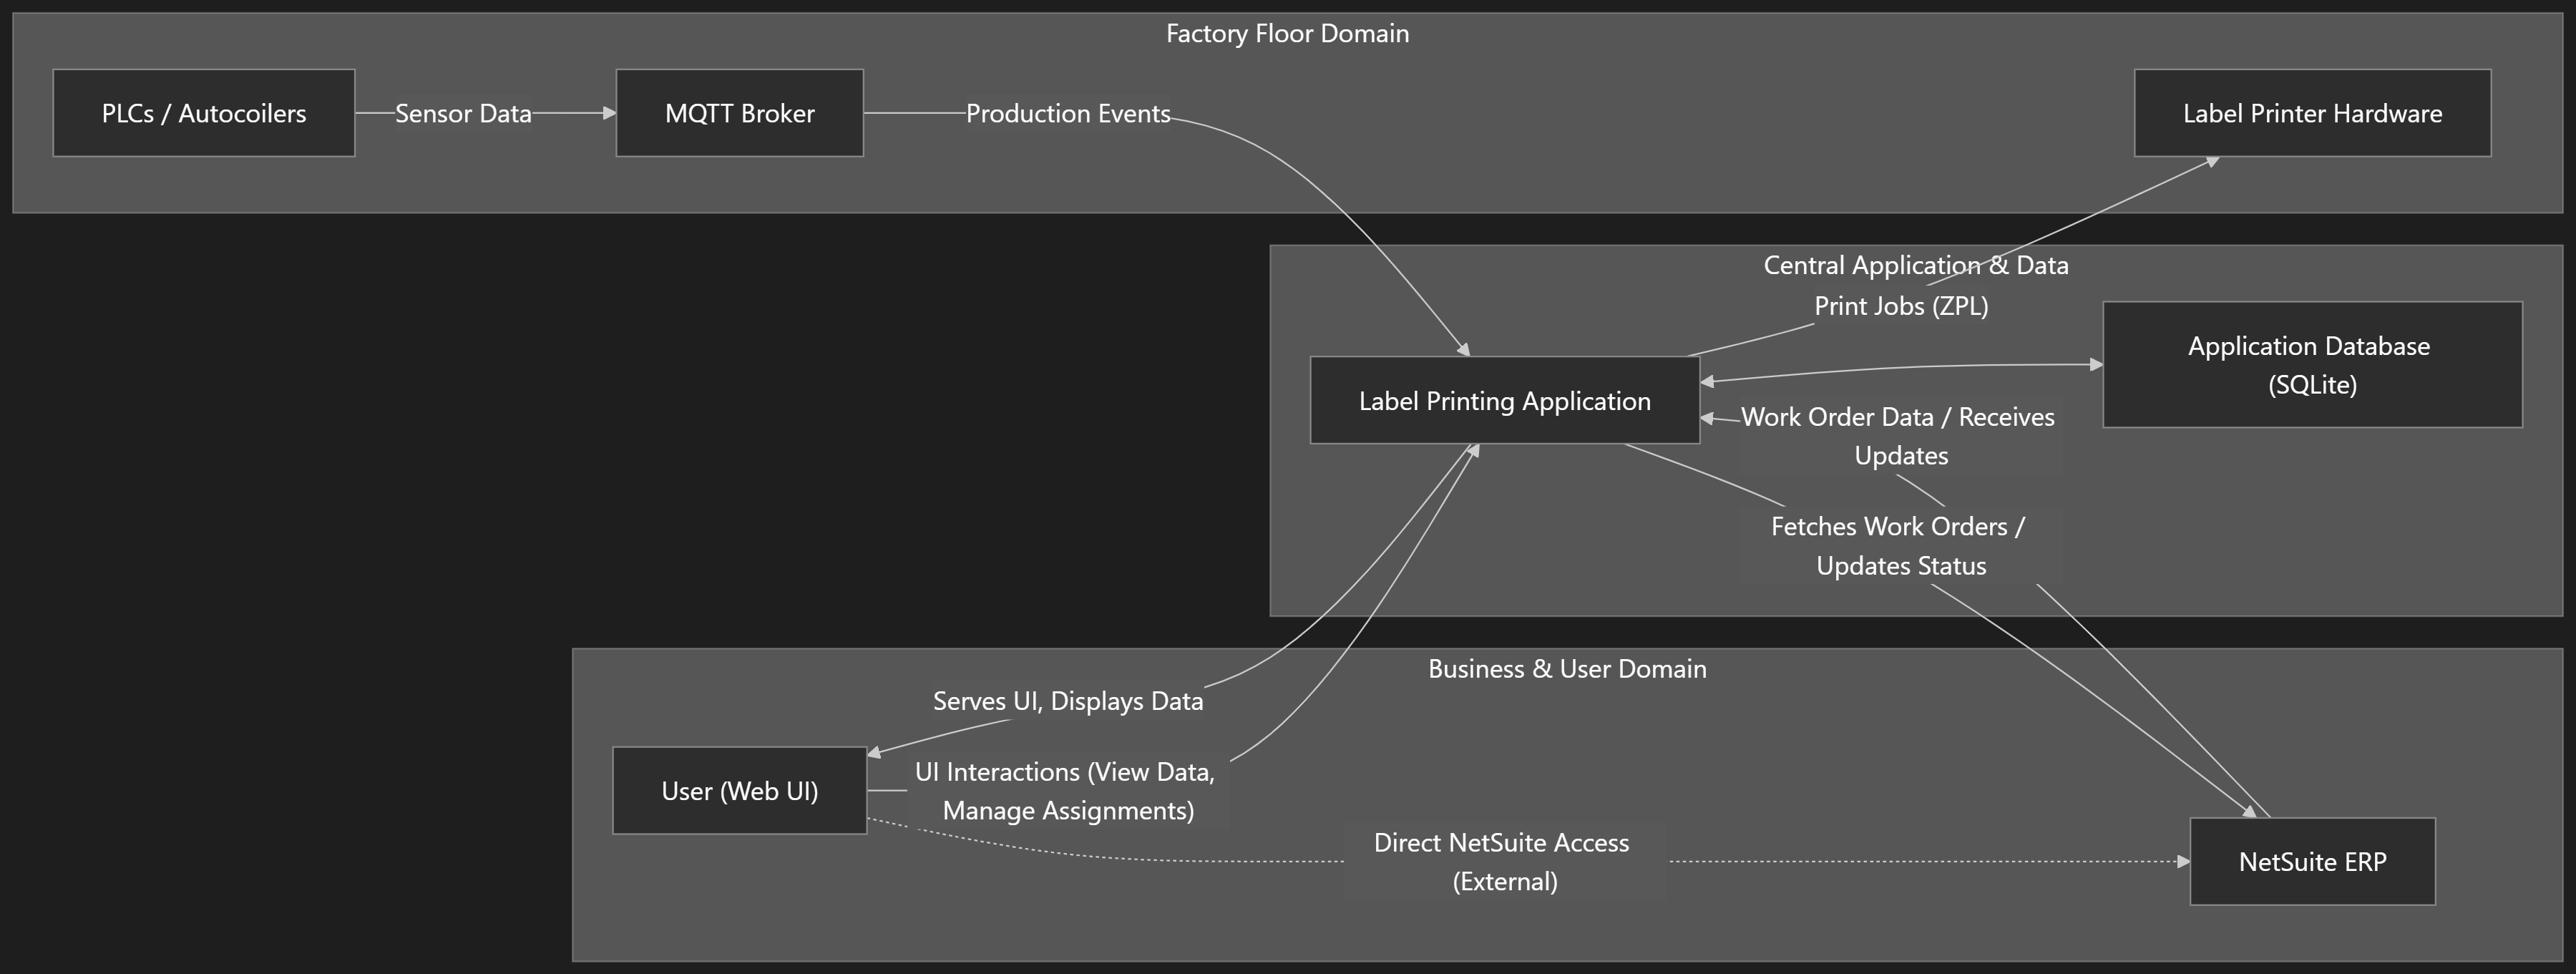 Factory Floor Domain
PLCs / Autocoilers
Sensor Data
MQTT Broker
Production Events
Label Printer Hardware
Central Application & Data
Print Jobs (ZPL)
Application Database
(SQLite)
Label Printing Application
Work Order Data / Receives
Updates
Fetches Work Orders /
Updates Status
Business & User Domain
Serves UI, Displays Data
User (Web UI)
UI Interactions (View Data,
Manage Assignments)
Direct NetSuite Access
(External)
NetSuite ERP